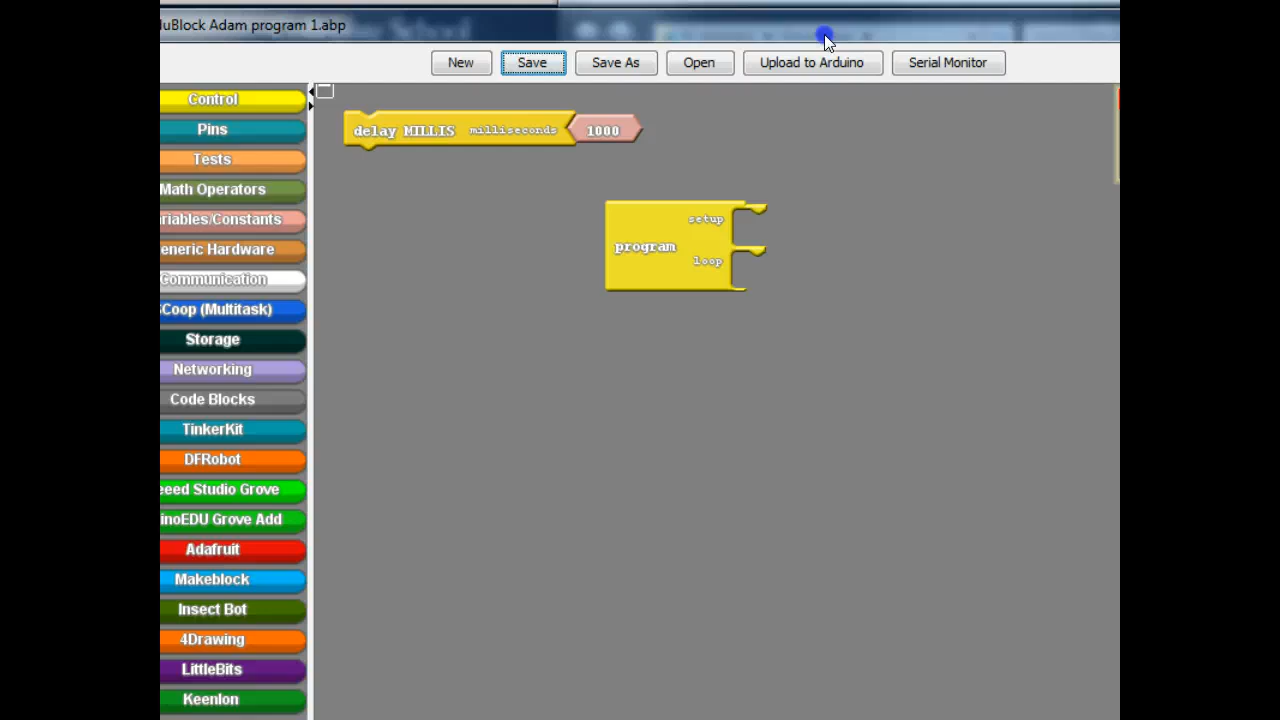 uBlock Adam program 1.abp
New Save Save As Open Upload to Arduino Serial Monitor
Control
Pins
Tests
Math Operators
riables/Constants
eneric Hardware
Communication
Coop (Multitask)
Storage
Networking
Code Blocks
TinkerKit
DFRobot
eeed Studio Grove
inoEDU Grove Add
Adafruit
Makeblock
Insect Bot
4Drawing
LittleBits
Keenlon
delay MILLIS milliseconds 1000
setup
program
loop